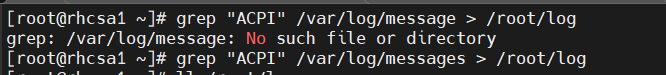 [root@rhcsa1 ~]# grep "ACPI" /var/log/message > /root/log
grep: /var/log/message: No such file or directory
[root@rhcsa1 ~]# grep "ACPI" /var/log/messages > /root/log